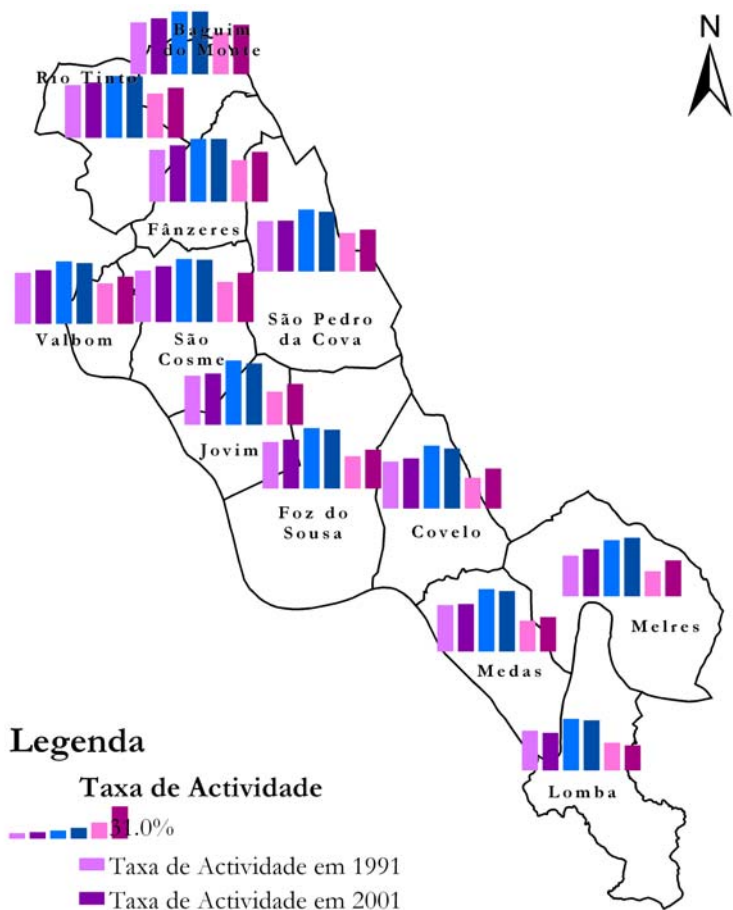 N
Baguim
do Monte
Rio Tinto
Fânzeres
São Pedro
da Cova
Valbom
São
Cosme
Jovim
Foz do
Sousa
Covelo
Melres
Medas
Lomba
Legenda
Taxa de Actividade
31.0%
Taxa de Actividade em 1991
Taxa de Actividade em 2001